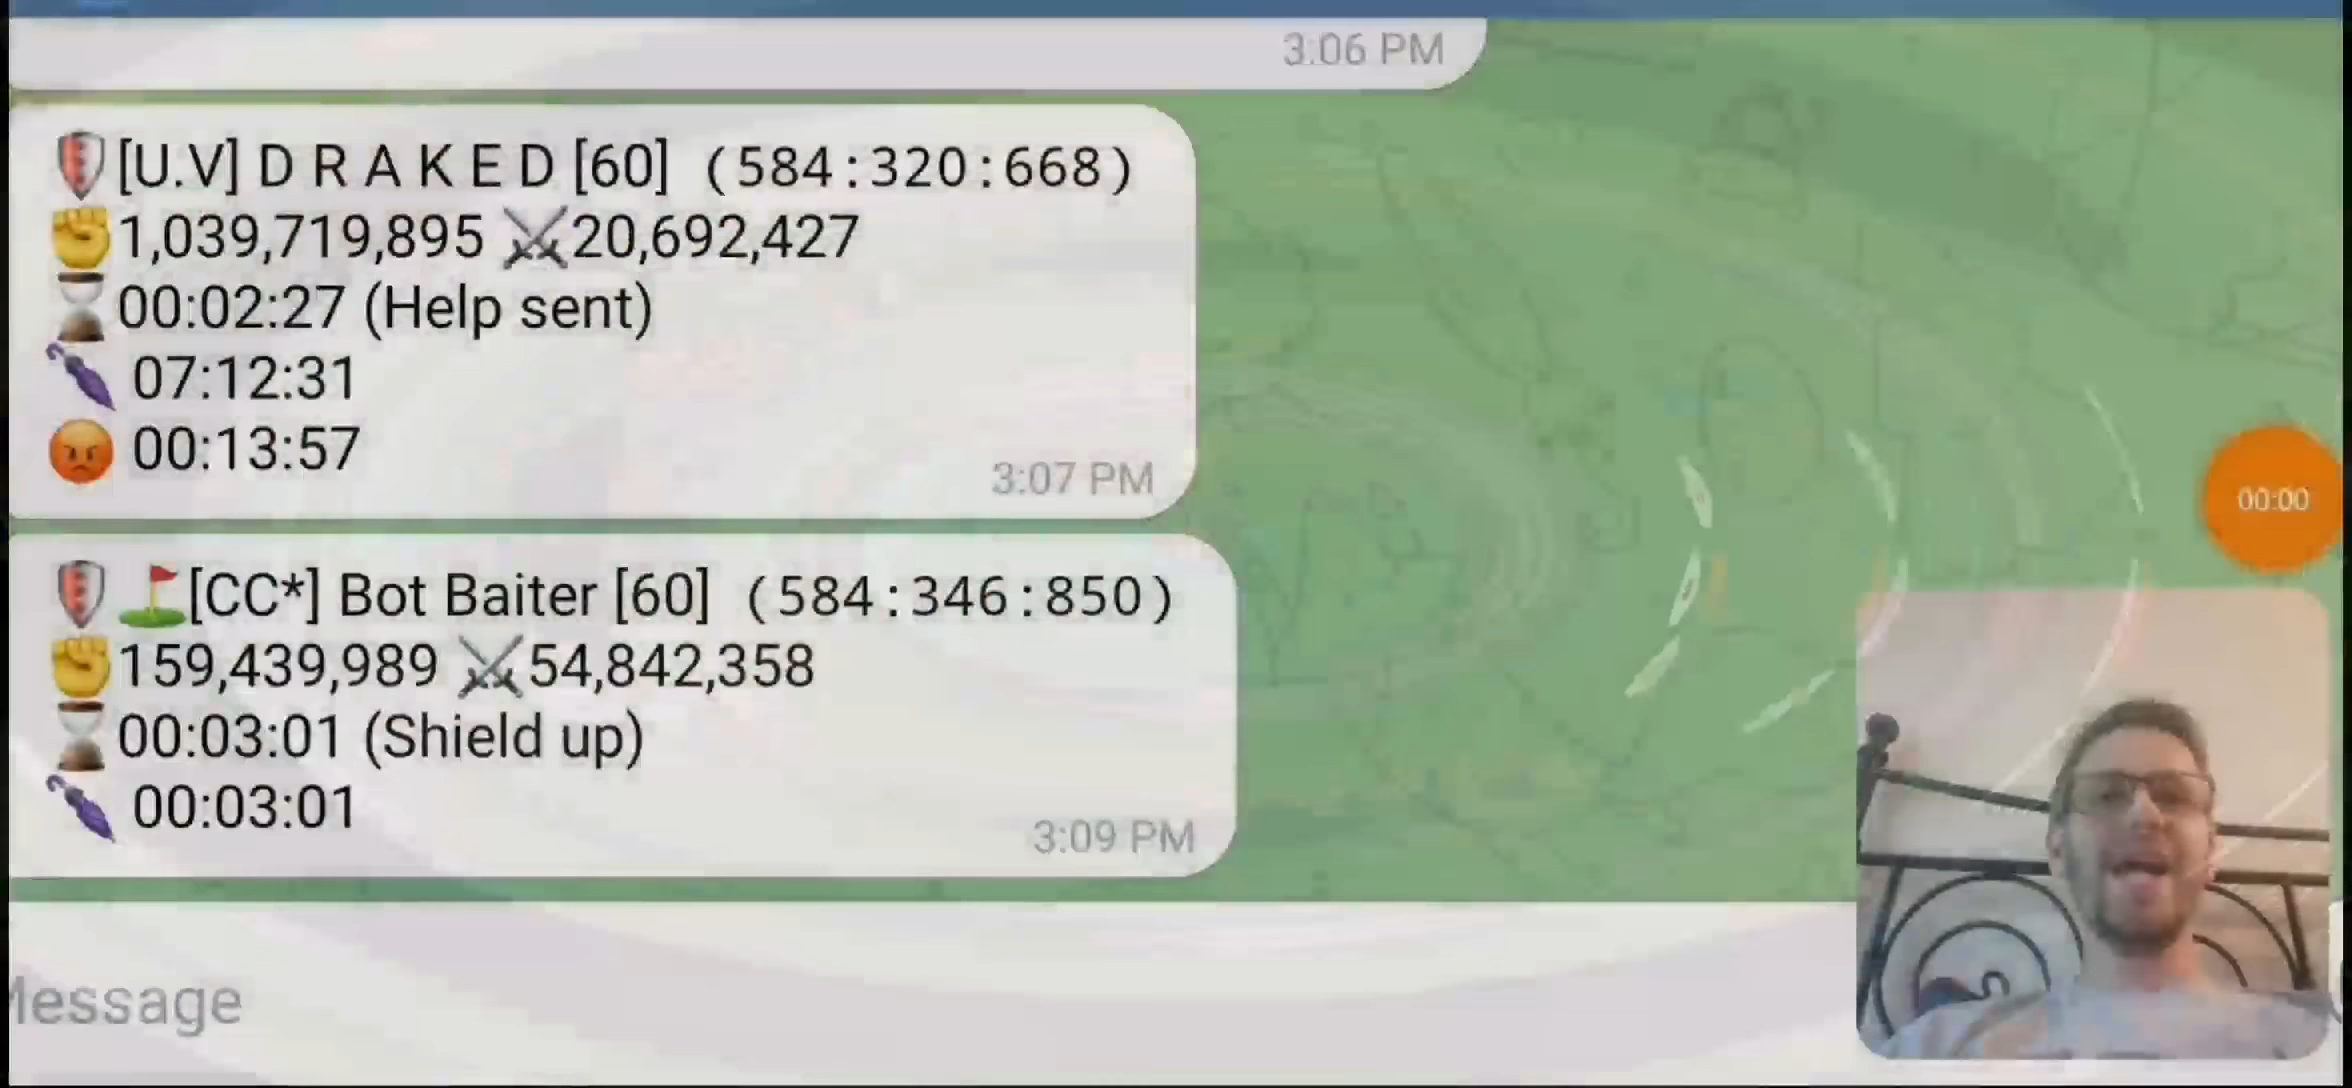 3:06 PM
[U.V] D R A K E D [60] (584:320:668)
1,039,719,895 ⚔20,692,427
00:02:27 (Help sent)
07:12:31
00:13:57
3:07 PM
[CC*] Bot Baiter [60] (584:346:850)
159,439,989 ⚔54,842,358
00:03:01 (Shield up)
00:03:01
3:09 PM
00:00
Message